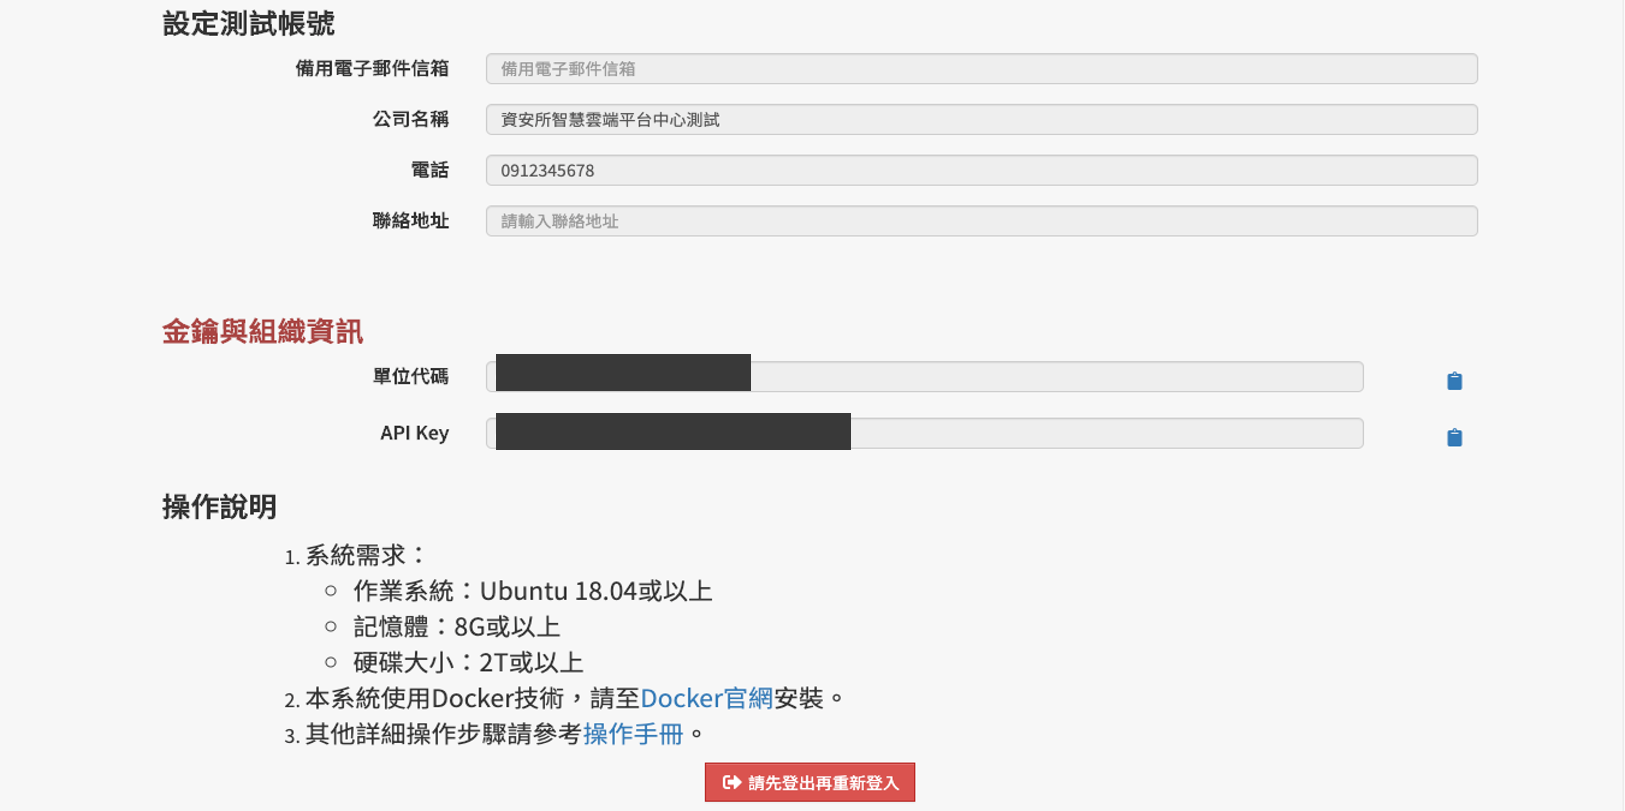 設定測試帳號
備用電子郵件信箱 備用電子郵件信箱
公司名稱 資安所智慧雲端平台中心測試
電話 0912345678
聯絡地址 請輸入聯絡地址
金鑰與組織資訊
單位代碼
API Key
操作說明
1. 系統需求：
作業系統：Ubuntu 18.04或以上
記憶體：8G或以上
硬碟大小：2T或以上
2. 本系統使用Docker技術，請至Docker官網安裝。
3. 其他詳細操作步驟請參考操作手冊。
請先登出再重新登入